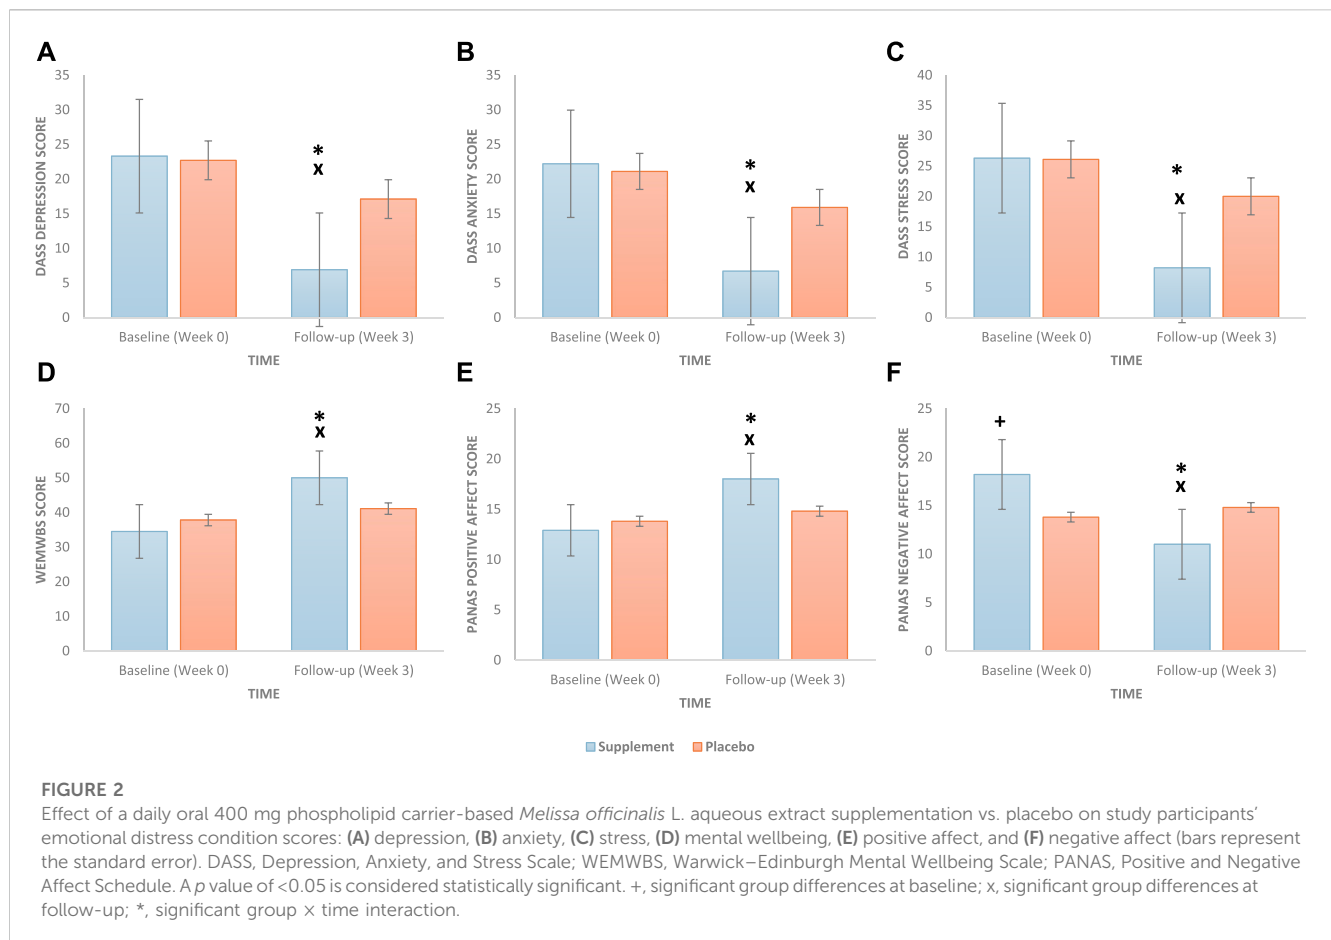 A
DASS DEPRESSION SCORE
35
30
25
20
15
10
5
0
*
x
Baseline (Week 0)
Follow-up (Week 3)
TIME
B
DASS ANXIETY SCORE
35
30
25
20
15
10
5
0
*
x
Baseline (Week 0)
Follow-up (Week 3)
TIME
C
DASS STRESS SCORE
40
35
30
25
20
15
10
5
0
*
x
Baseline (Week 0)
Follow-up (Week 3)
TIME
D
WEMWBS SCORE
70
60
50
40
30
20
10
0
*
x
Baseline (Week 0)
Follow-up (Week 3)
TIME
E
PANAS POSITIVE AFFECT SCORE
25
20
15
10
5
0
*
x
Baseline (Week 0)
Follow-up (Week 3)
TIME
F
PANAS NEGATIVE AFFECT SCORE
25
20
15
10
5
0
+
*
x
Baseline (Week 0)
Follow-up (Week 3)
TIME
Supplement
Placebo
FIGURE 2
Effect of a daily oral 400 mg phospholipid carrier-based Melissa officinalis L. aqueous extract supplementation vs. placebo on study participants’
emotional distress condition scores: (A) depression, (B) anxiety, (C) stress, (D) mental wellbeing, (E) positive affect, and (F) negative affect (bars represent
the standard error). DASS, Depression, Anxiety, and Stress Scale; WEMWBS, Warwick–Edinburgh Mental Wellbeing Scale; PANAS, Positive and Negative
Affect Schedule. A p value of <0.05 is considered statistically significant. +, significant group differences at baseline; x, significant group differences at
follow-up; *, significant group × time interaction.